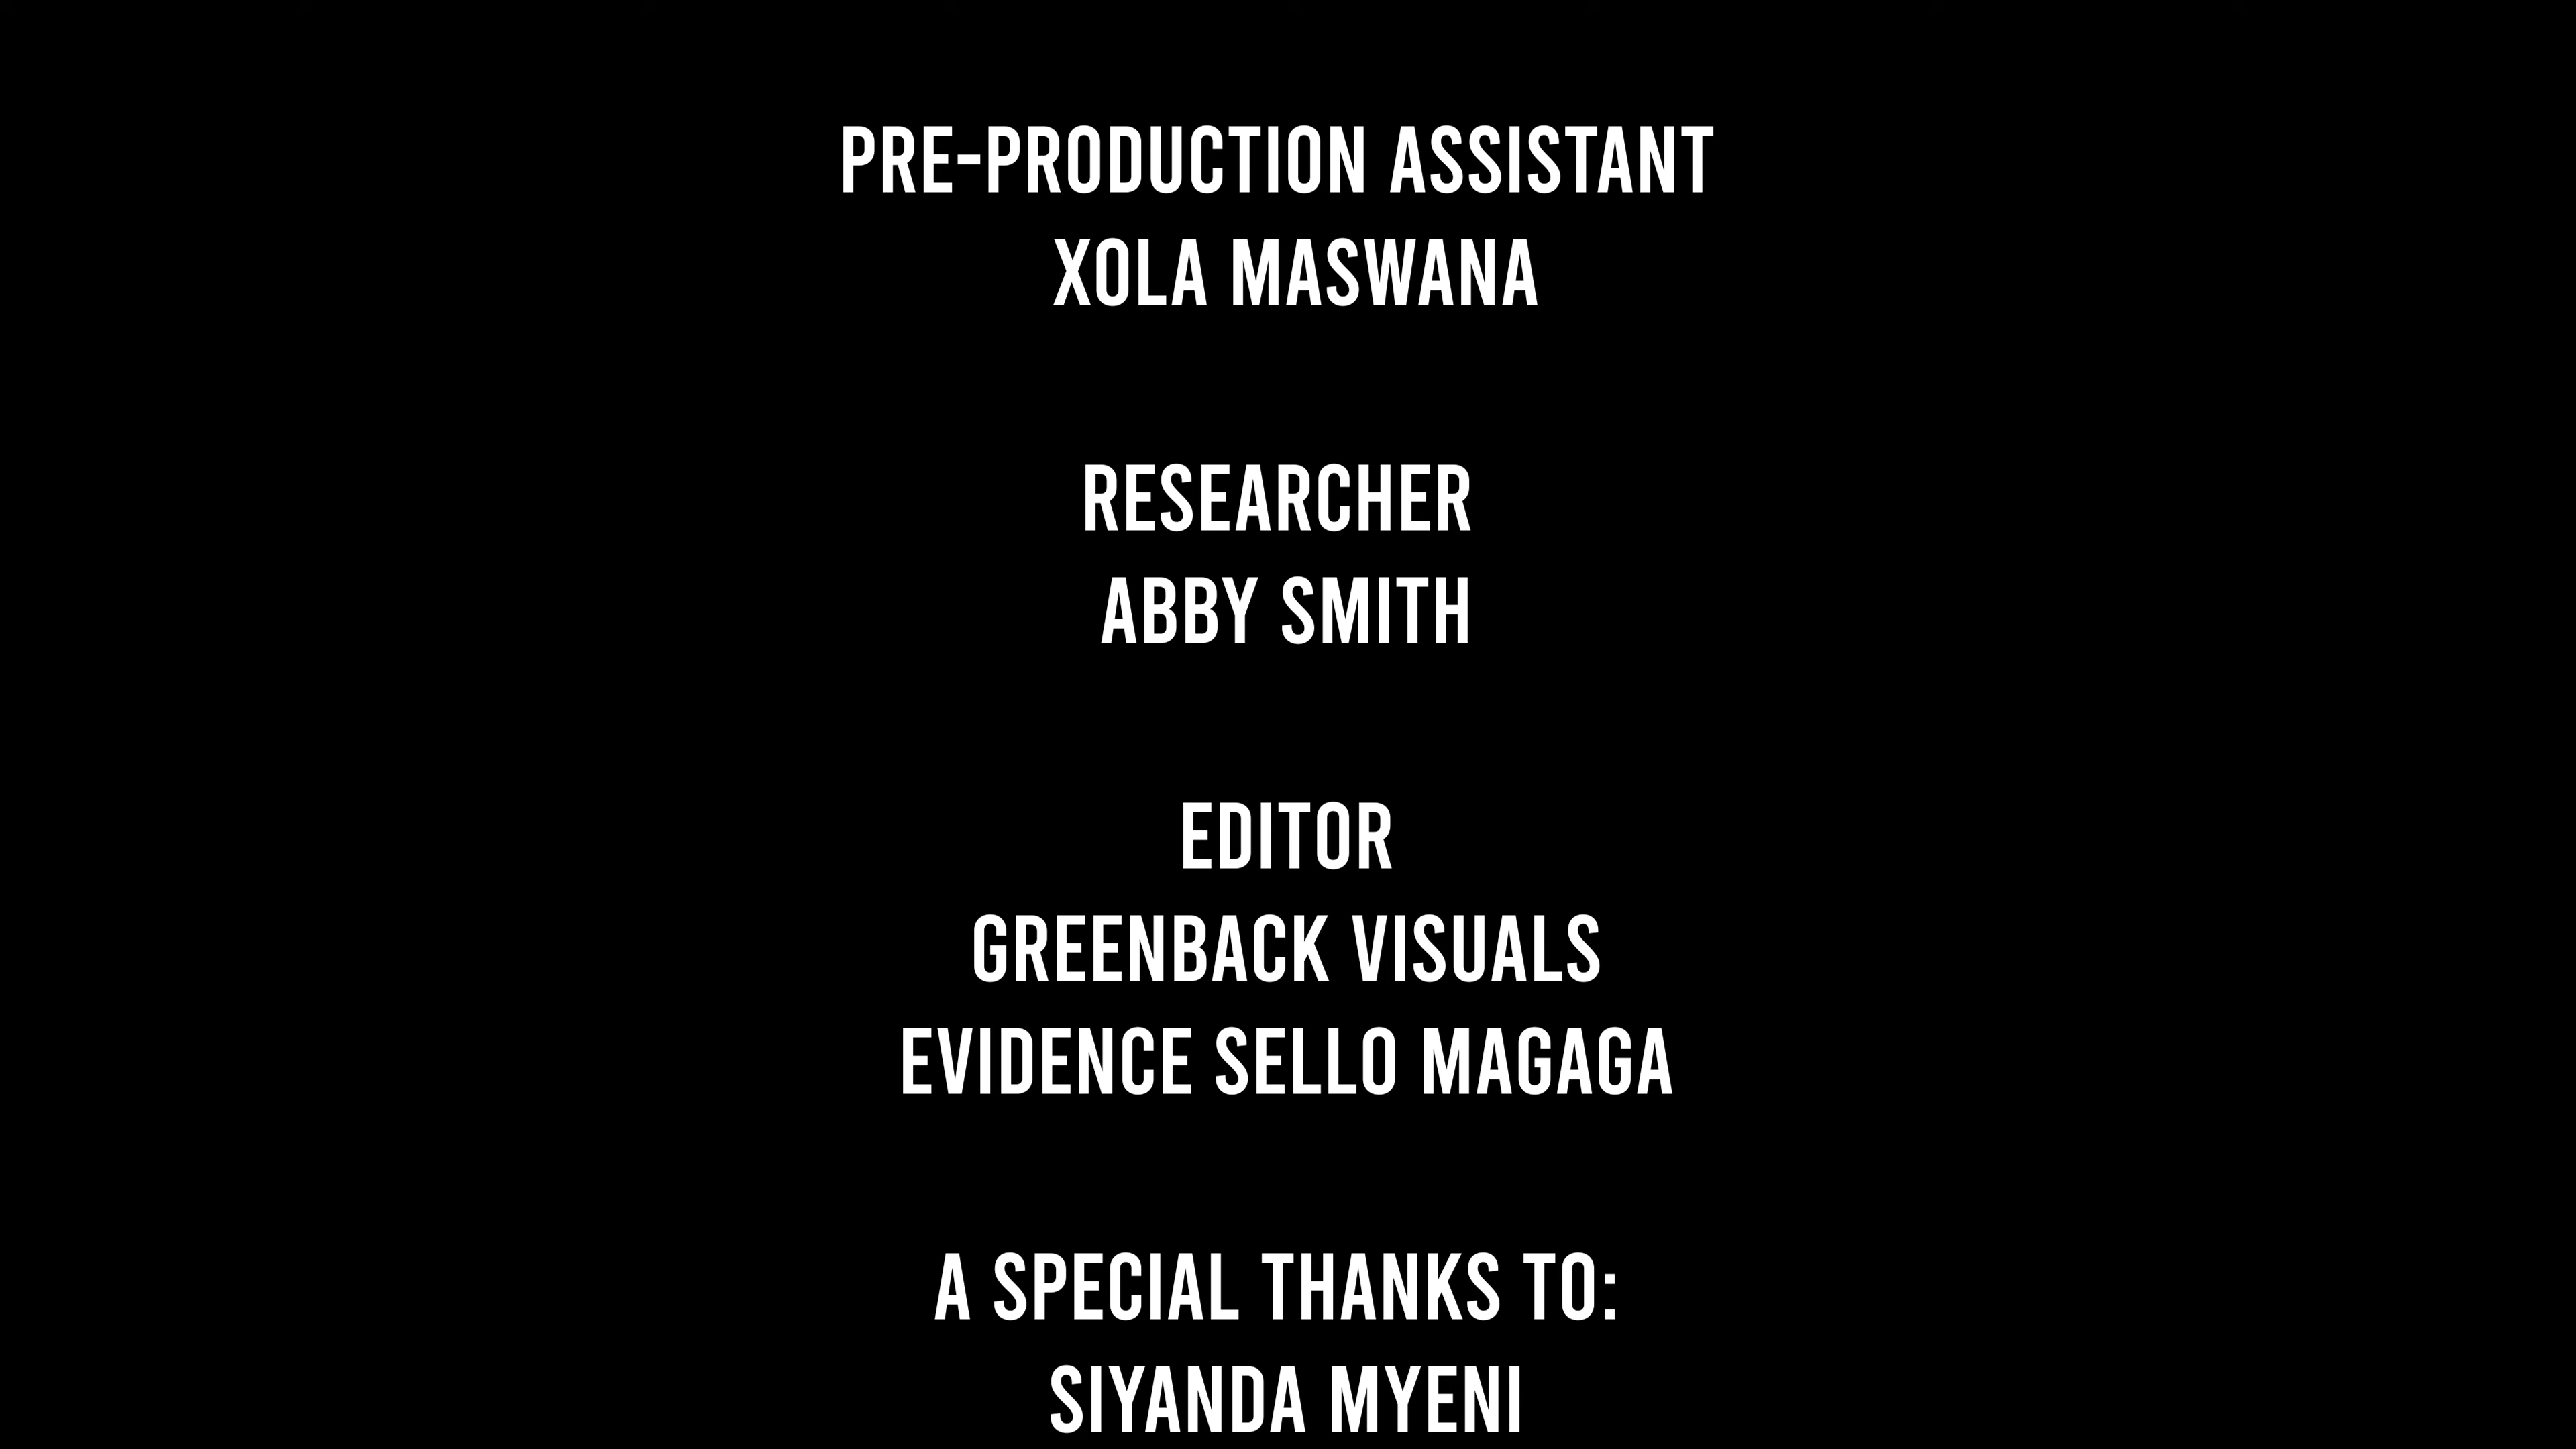 PRE-PRODUCTION ASSISTANT
XOLA MASWANA
RESEARCHER
ABBY SMITH
EDITOR
GREENBACK VISUALS
EVIDENCE SELLO MAGAGA
A SPECIAL THANKS TO:
SIYANDA MYENI